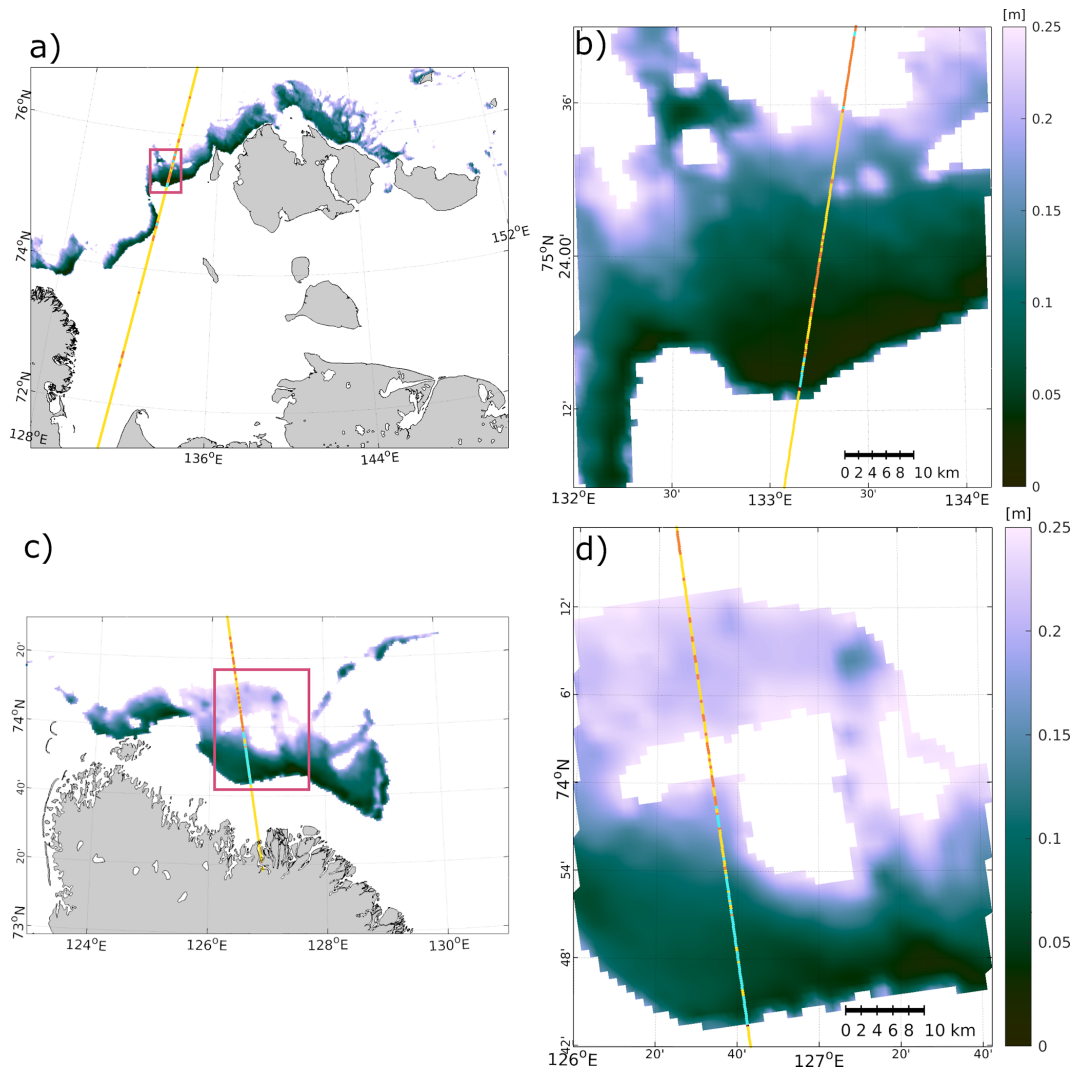 a)
76°N
74°N
72°N
128°E
136°E
144°E
152°E
b)
[m]
0.25
0.2
0.15
0.1
0.05
0
36'
75°N
24.00'
12'
132°E
30'
133°E
30'
134°E
0 2 4 6 8 10 km
c)
20'
74°N
40'
20'
73°N
124°E
126°E
128°E
130°E
d)
[m]
0.25
0.2
0.15
0.1
0.05
0
12'
6'
74°N
54'
48'
42'
126°E
20'
40'
127°E
20'
40'
0 2 4 6 8 10 km